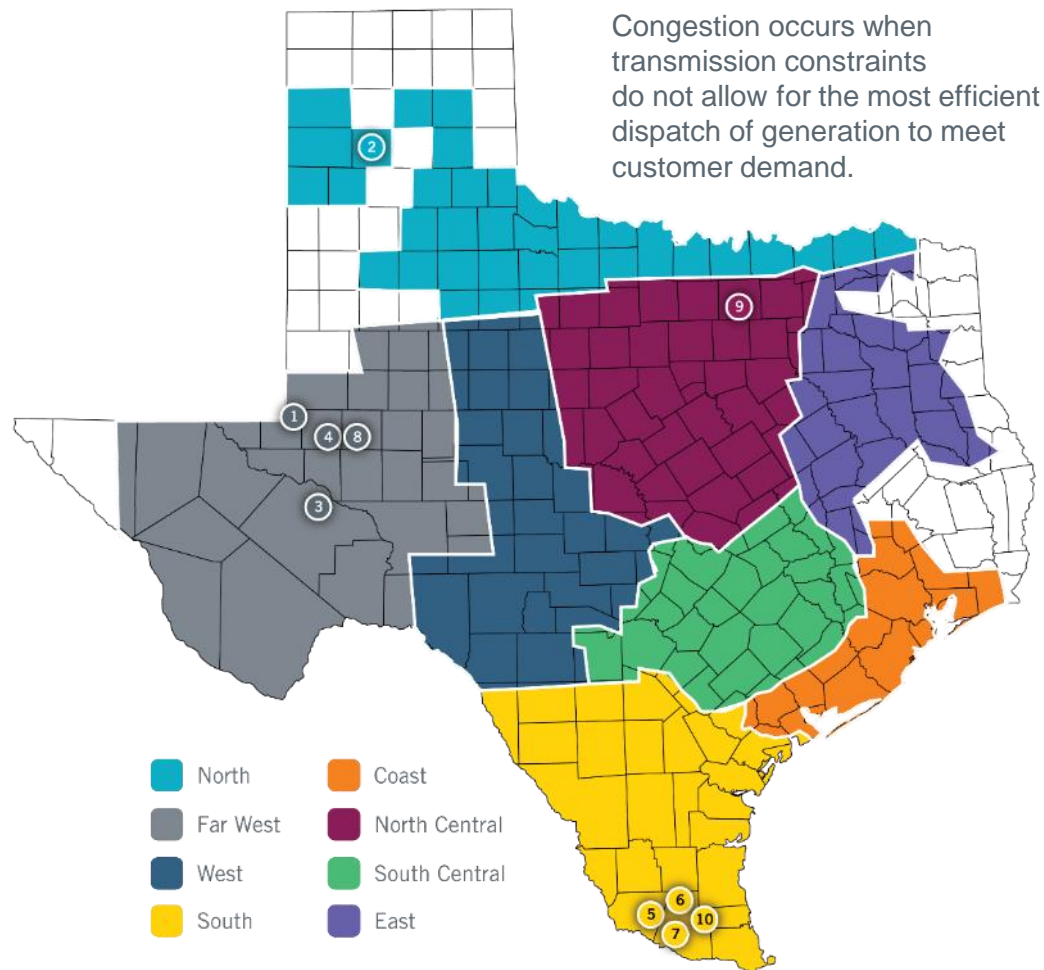 Congestion occurs when
transmission constraints
do not allow for the most efficient
dispatch of generation to meet
customer demand.
2
9
1
4
8
3
North
Coast
Far West
North Central
West
South Central
South
East
6
5
10
7